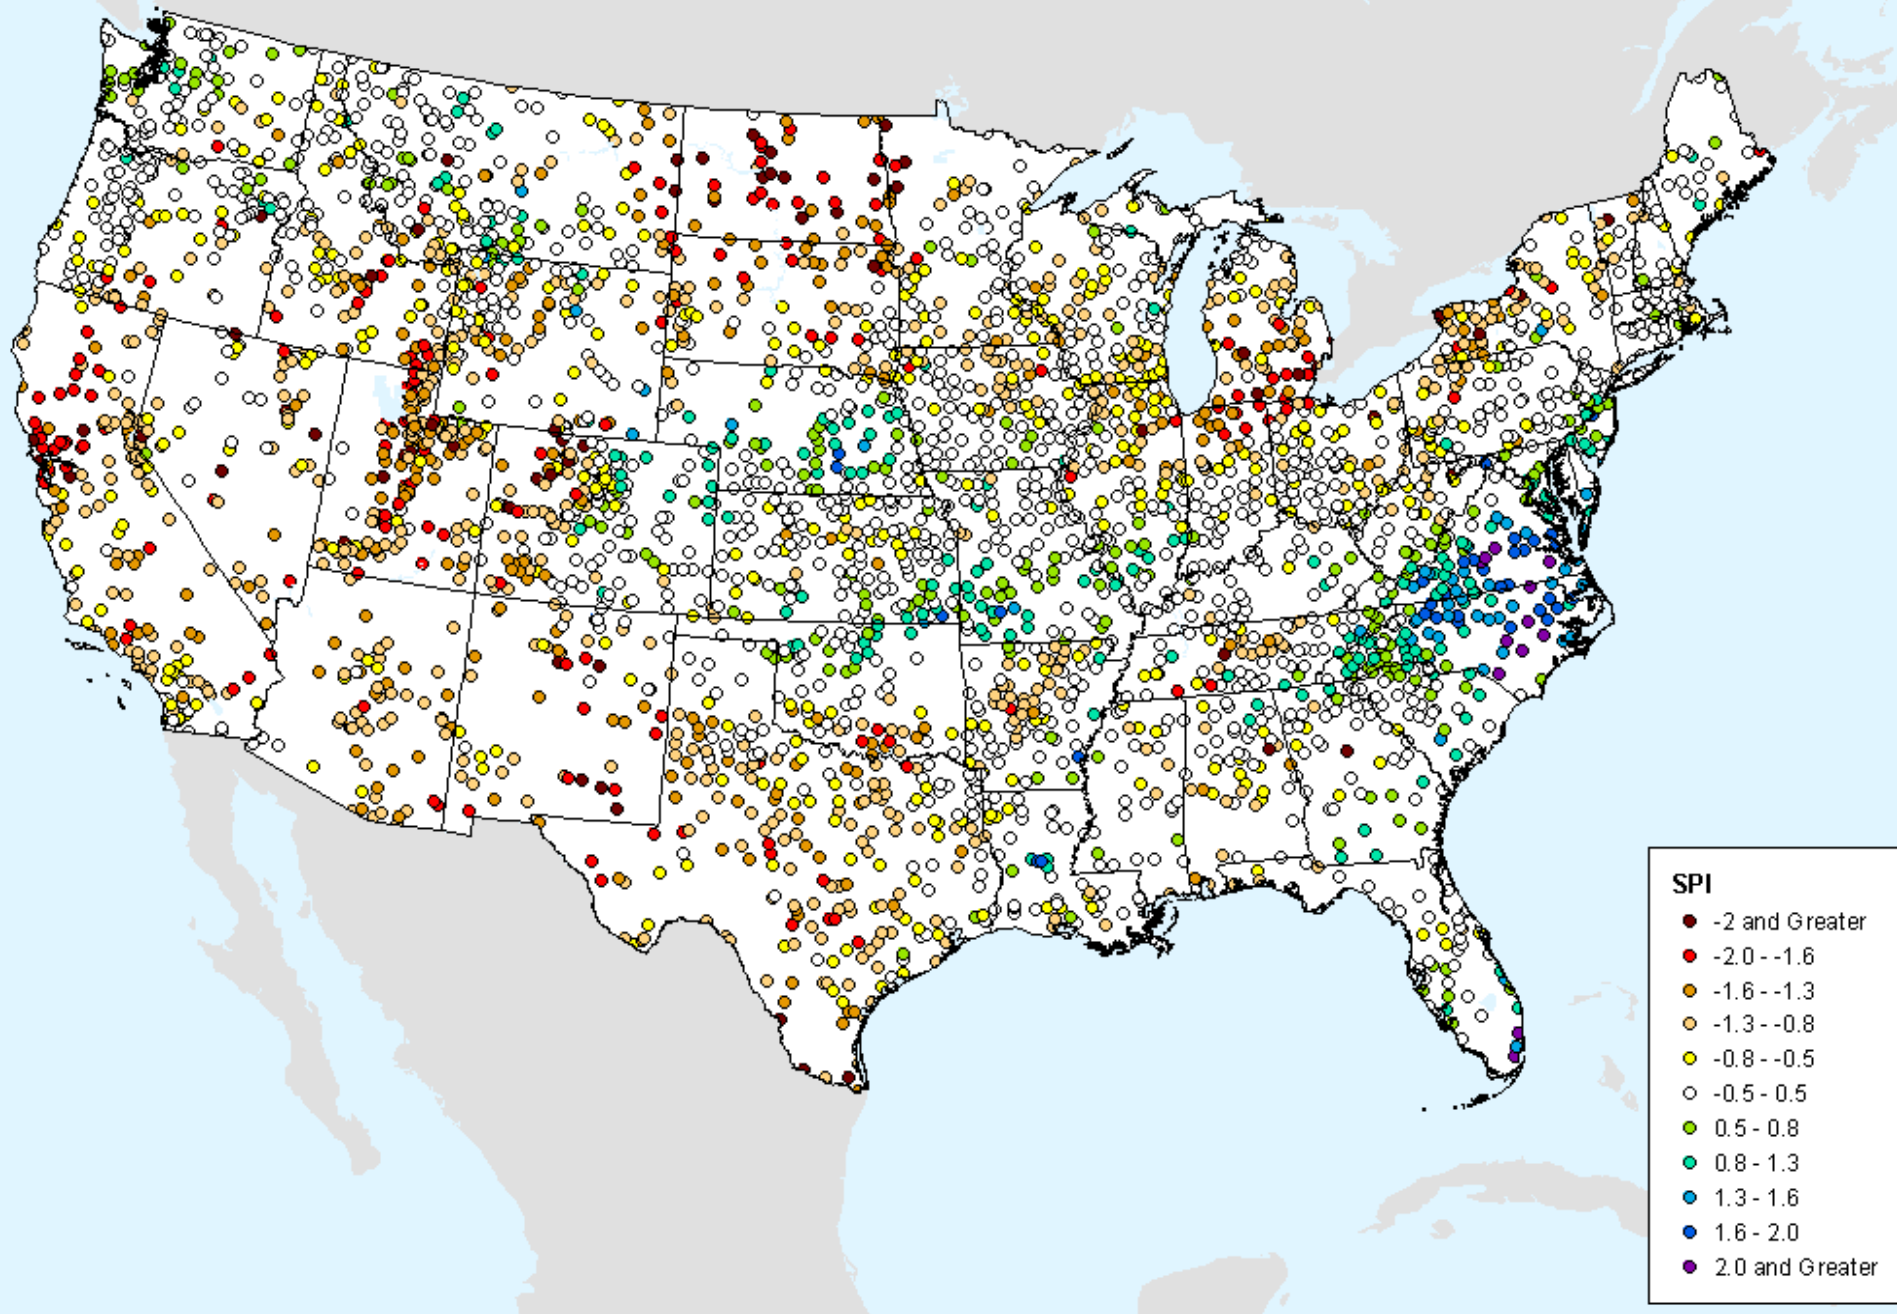 SPI
-2 and Greater
-2.0 - -1.6
-1.6 - -1.3
-1.3 - -0.8
-0.8 - -0.5
-0.5 - 0.5
0.5 - 0.8
0.8 - 1.3
1.3 - 1.6
1.6 - 2.0
2.0 and Greater